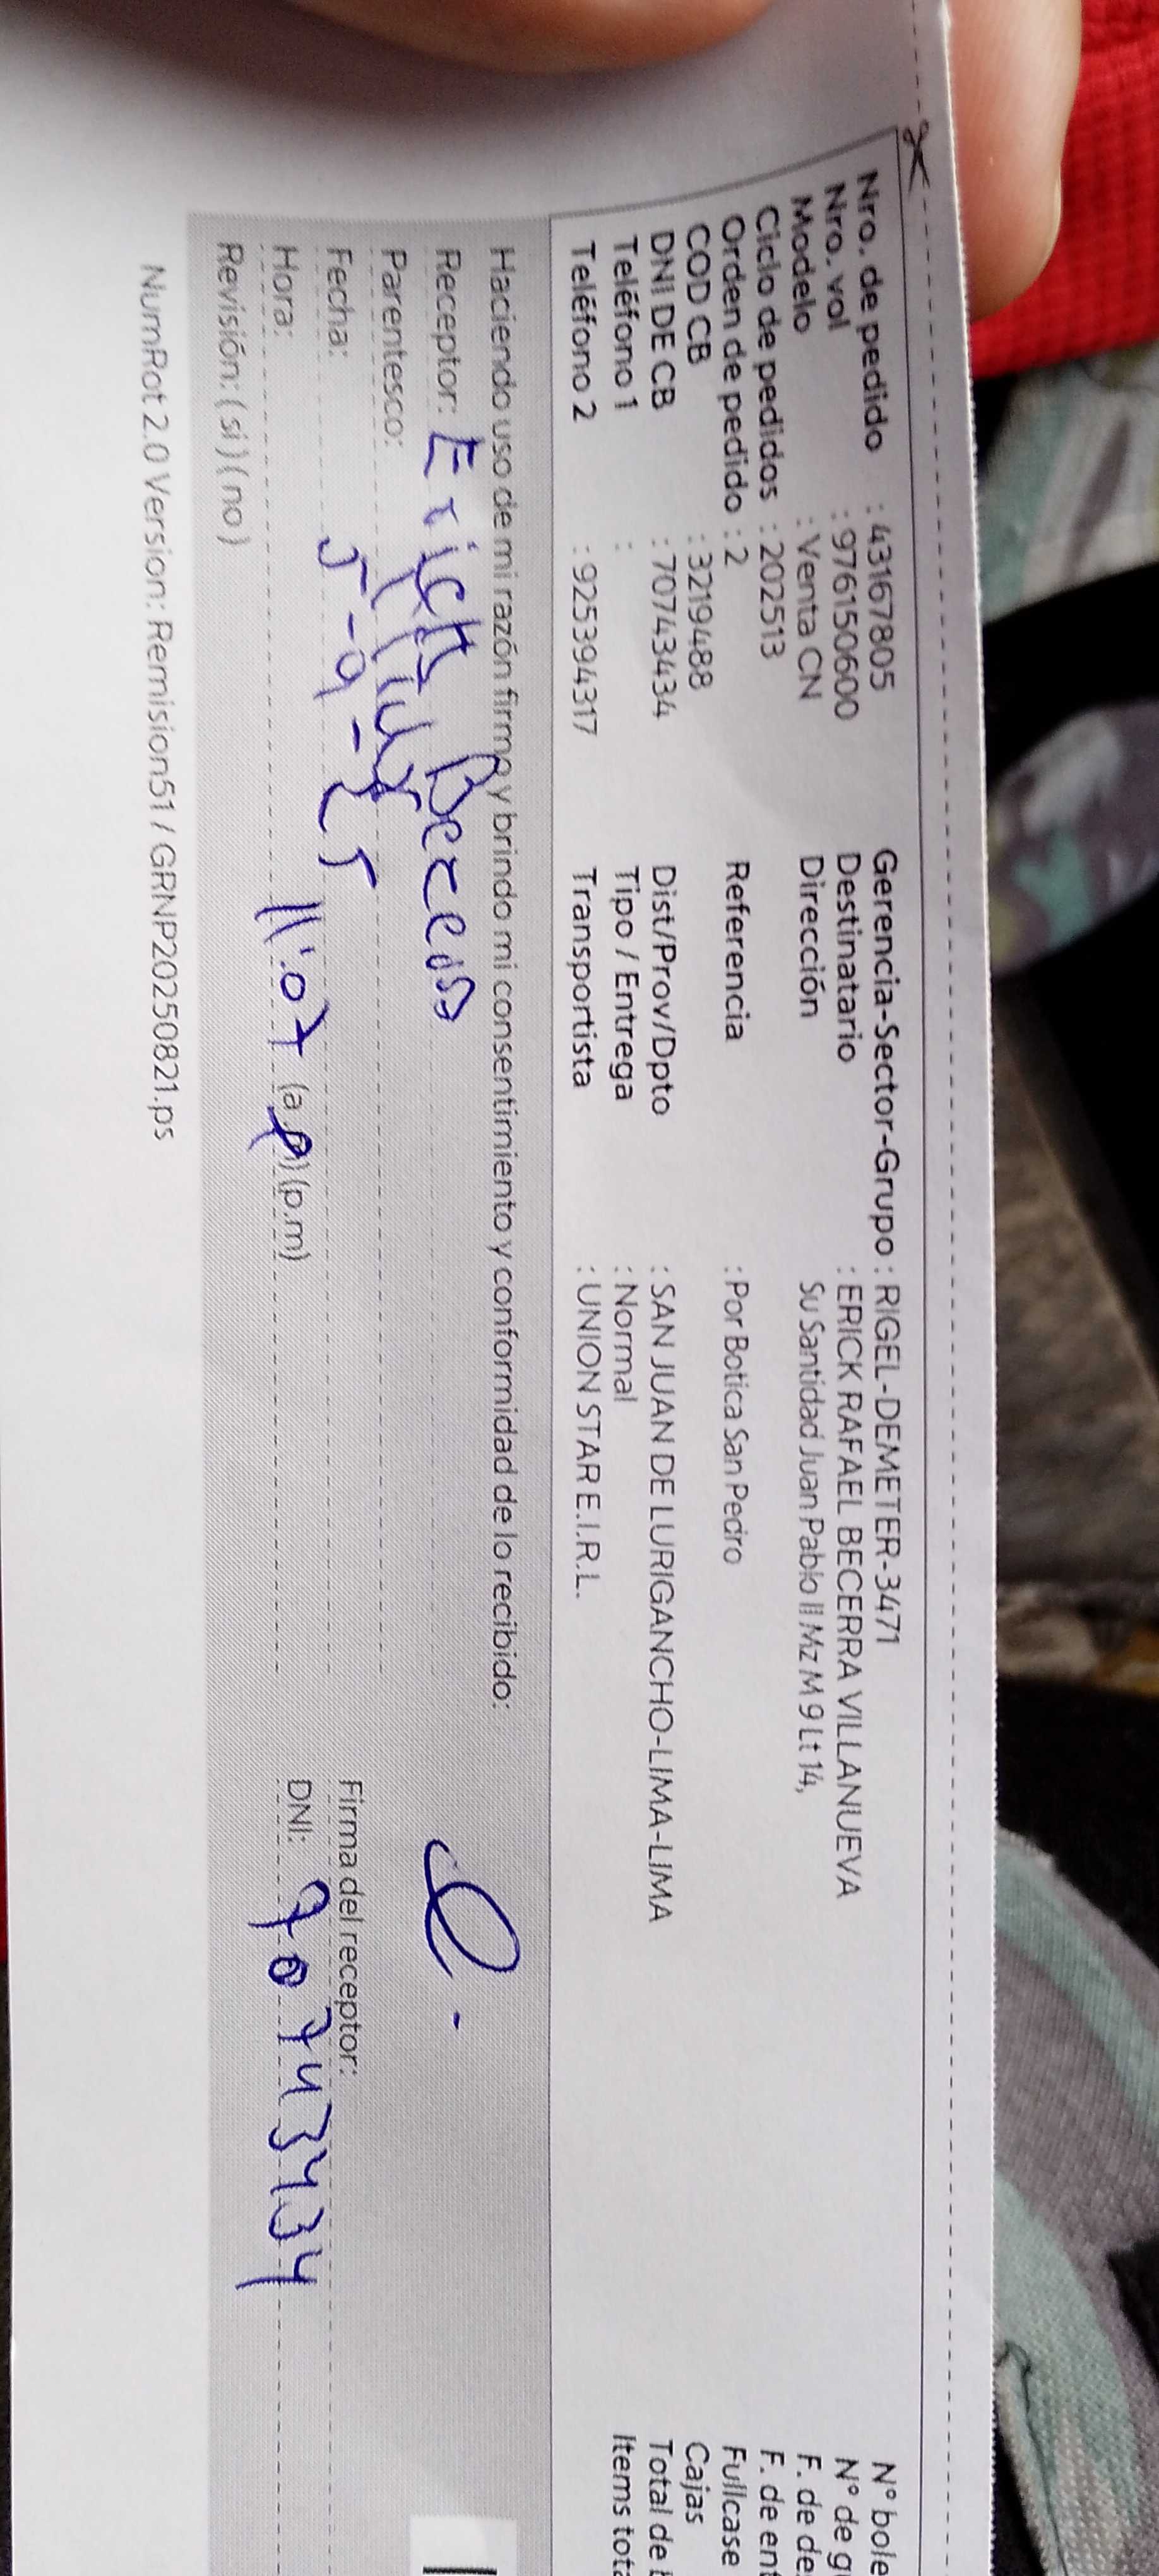 Nro. de pedido : 43167805
Nro. vol : 9761506​00
Modelo : Venta CN
Ciclo de pedidos : 202513
Orden de pedido : 2
COD CB : 3219488
DNI DE CB : 70743434
Teléfono 1 :
Teléfono 2 : 925394317
Gerencia-Sector-Grupo : RIGEL-DEMETER-3471
Destinatario : ERICK RAFAEL BECERRA VILLANUEVA
Dirección Su Santidad Juan Pablo II Mz M 9 Lt 14,
Referencia : Por Botica San Pedro
Dist/Prov/Dpto : SAN JUAN DE LURIGANCHO-LIMA-LIMA
Tipo / Entrega : Normal
Transportista : UNION STAR E.I.R.L.
N° bole
N° de g
F. de de
F. de ent
Fullcase
Cajas
Total de
Items tota
Haciendo uso de mi razón firmo y brindo mi consentimiento y conformidad de lo recibido:
Receptor: Erick Becerra
Parentesco: Titular
Fecha: 5-9-25
Hora: 11:07 (a.m) (p.m)
Revisión: ( si ) ( no )
Firma del receptor:
DNI: 70743434
NumRot 2.0 Version: Remision51 / GRNP20250821.ps